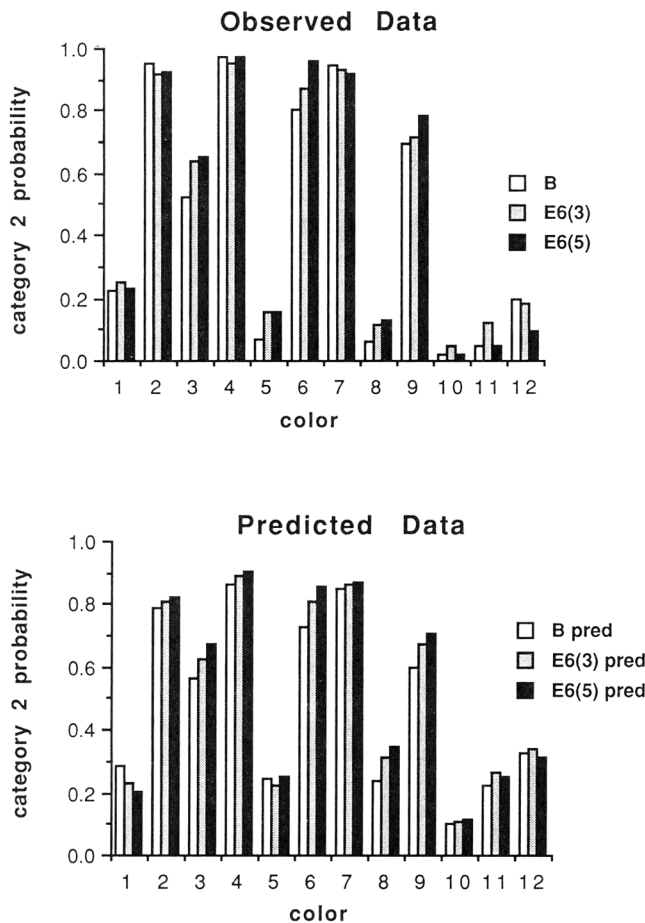 Observed Data
category 2 probability
1.0
0.8
0.6
0.4
0.2
0.0
1 2 3 4 5 6 7 8 9 10 11 12
color
B
E6(3)
E6(5)
Predicted Data
category 2 probability
1.0
0.8
0.6
0.4
0.2
0.0
1 2 3 4 5 6 7 8 9 10 11 12
color
B pred
E6(3) pred
E6(5) pred